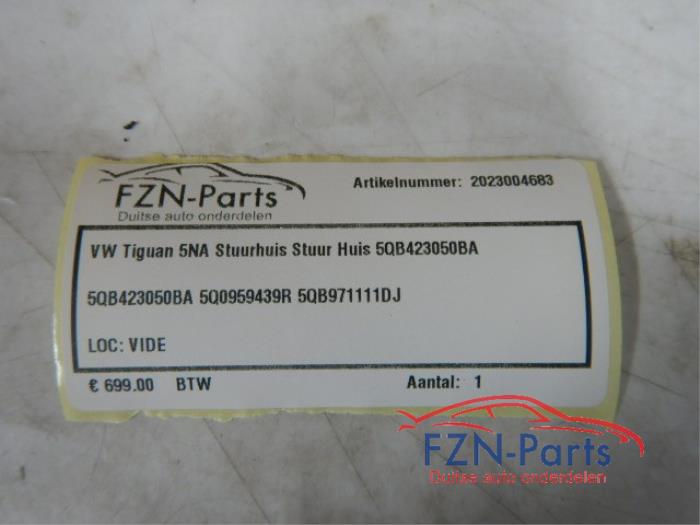 FZN-Parts
Duitse auto onderdelen
Artikelnummer: 2023004683
VW Tiguan 5NA Stuurhuis Stuur Huis 5QB423050BA
5QB423050BA 5Q0959439R 5QB971111DJ
LOC: VIDE
€ 699.00 BTW Aantal: 1
FZN-Parts
Duitse auto onderdelen